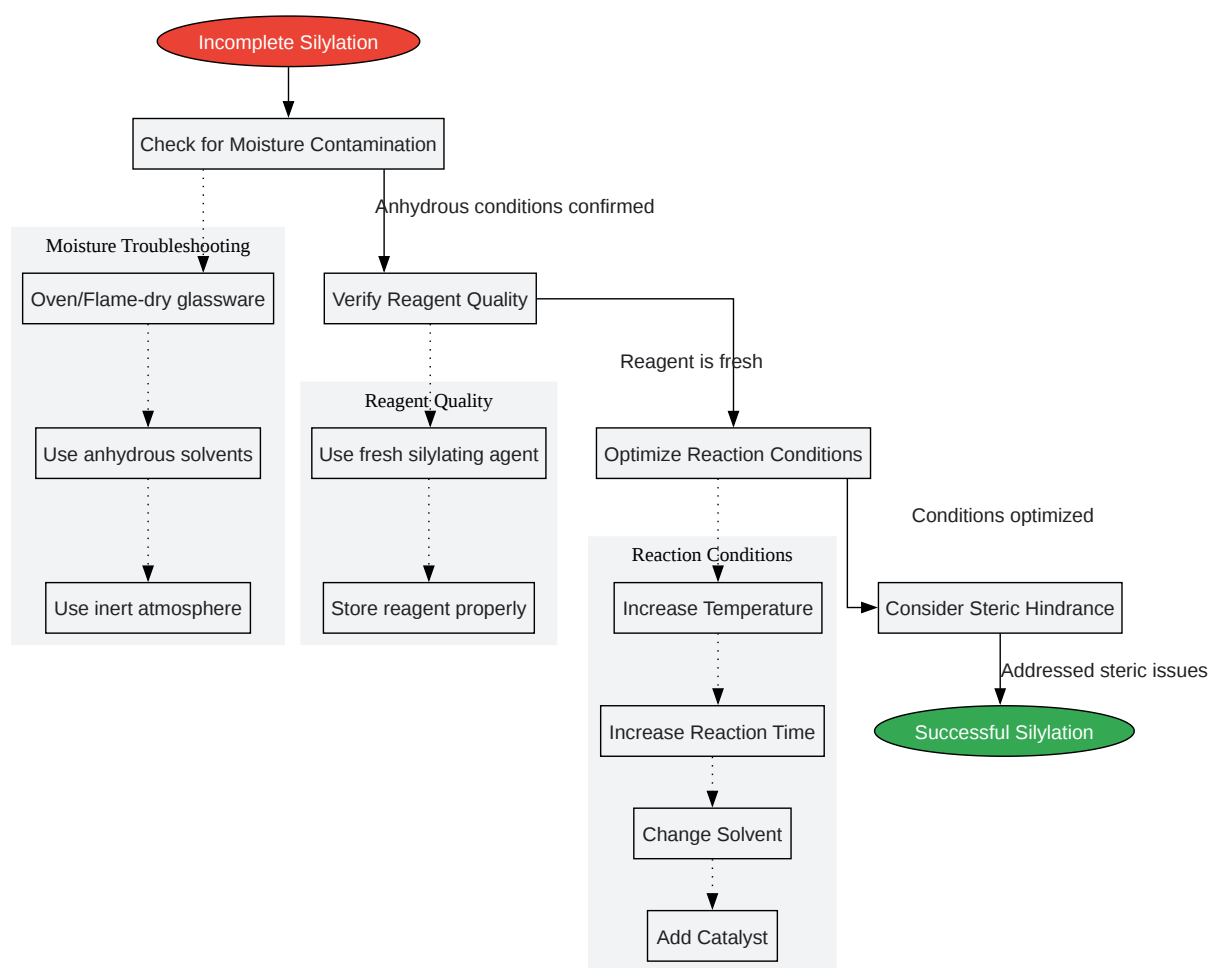 Incomplete Silylation
Check for Moisture Contamination
Anhydrous conditions confirmed
Moisture Troubleshooting
Oven/Flame-dry glassware
Verify Reagent Quality
Reagent is fresh
Reagent Quality
Use anhydrous solvents
Use fresh silylating agent
Optimize Reaction Conditions
Conditions optimized
Reaction Conditions
Use inert atmosphere
Store reagent properly
Increase Temperature
Consider Steric Hindrance
Addressed steric issues
Increase Reaction Time
Successful Silylation
Change Solvent
Add Catalyst